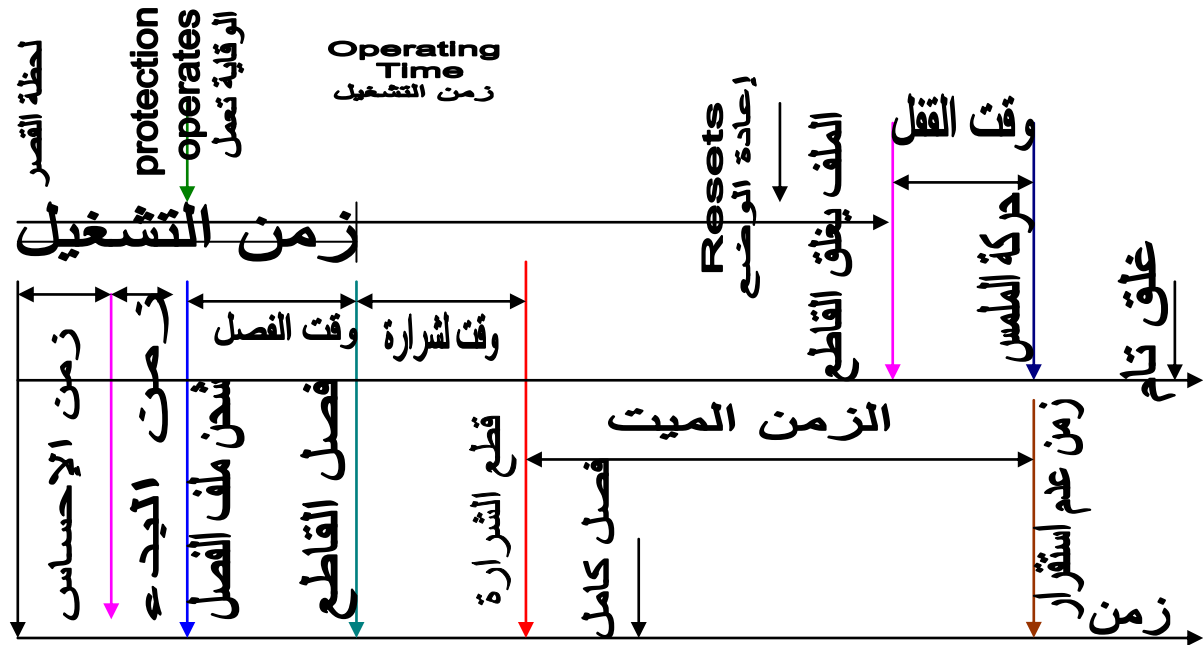 لحظة القصر
protection
operates
الوقاية تعمل
Operating
Time
زمن التشغيل
Resets
إعادة الوضع
الملف يغلق القاطع
وقت القفل
حركة الملمس
غلق تام
زمن التشغيل
زمن الإحساس
زمن البدء
وقت الفصل
وقت لشرارة
شحن ملف الفصل
فصل القاطع
قطع الشرارة
فصل كامل
الزمن الميت
زمن عدم استقرار
زمن